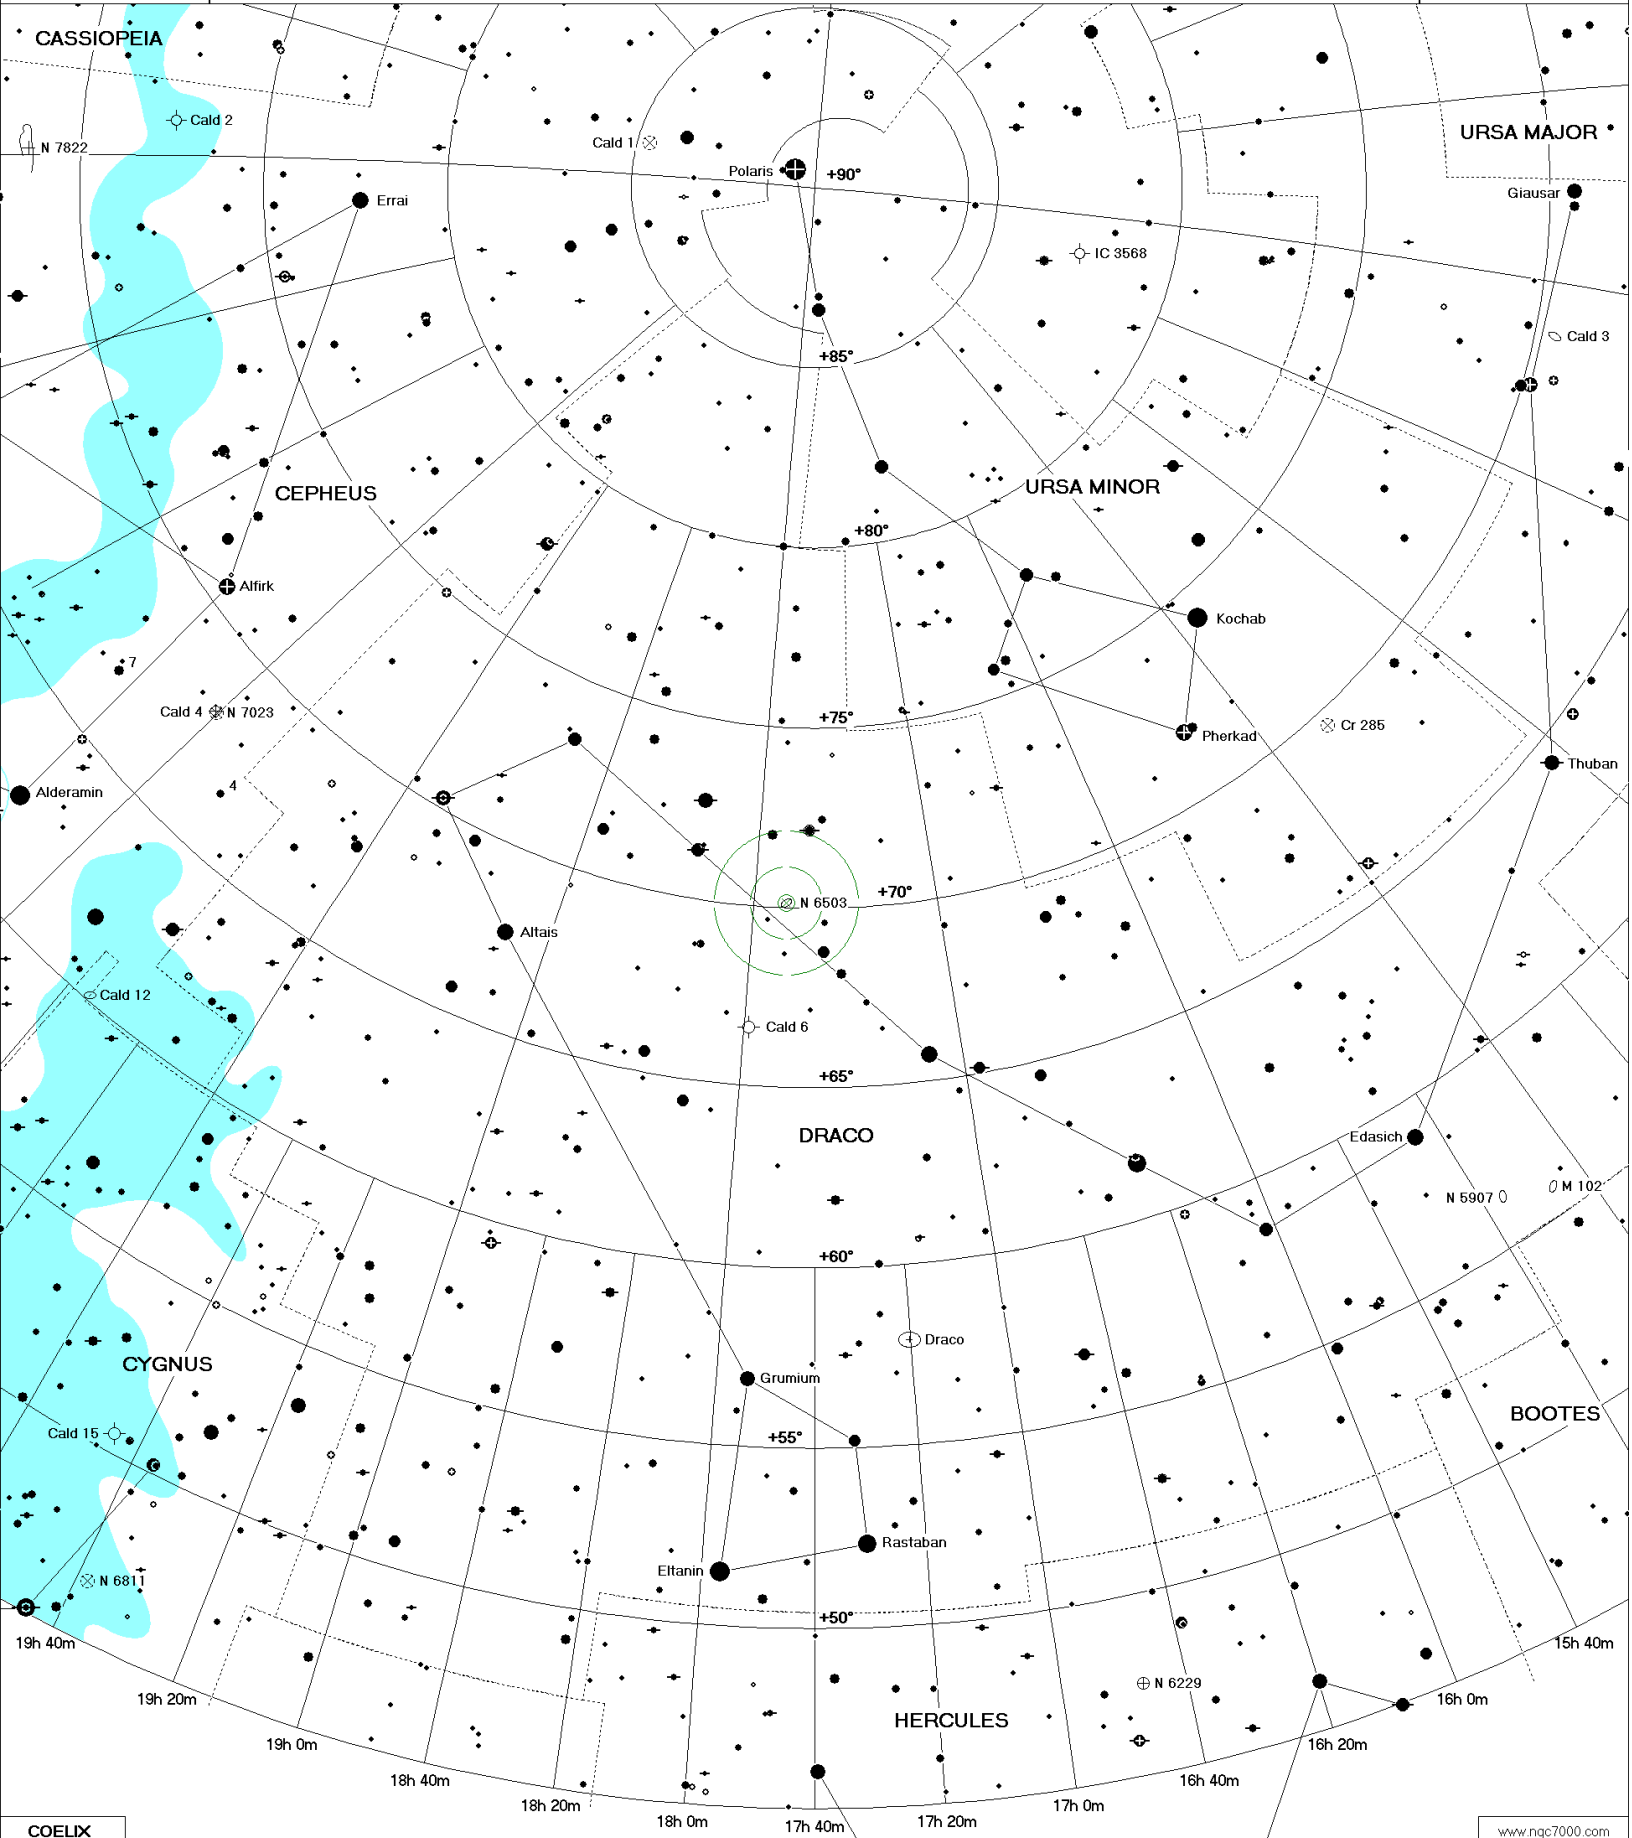 CASSIOPEIA
Cald 2
N 7822
Cald 1
Polaris
+90°
URSA MAJOR
Giausar
Errai
IC 3568
Cald 3
+85°
CEPHEUS
URSA MINOR
+80°
Alfirk
Kochab
7
Cald 4
N 7023
+75°
Cr 285
Pherkad
Thuban
Alderamin
4
N 6503
+70°
Altais
Cald 12
Cald 6
+65°
DRACO
Edasich
N 5907
M 102
+60°
Draco
CYGNUS
Grumium
BOOTES
Cald 15
+55°
Rastaban
Eltanin
N 6811
+50°
19h 40m
15h 40m
N 6229
19h 20m
16h 0m
HERCULES
19h 0m
16h 20m
18h 40m
16h 40m
18h 20m
17h 0m
18h 0m
17h 20m
17h 40m
COELIX
www.ngc7000.com